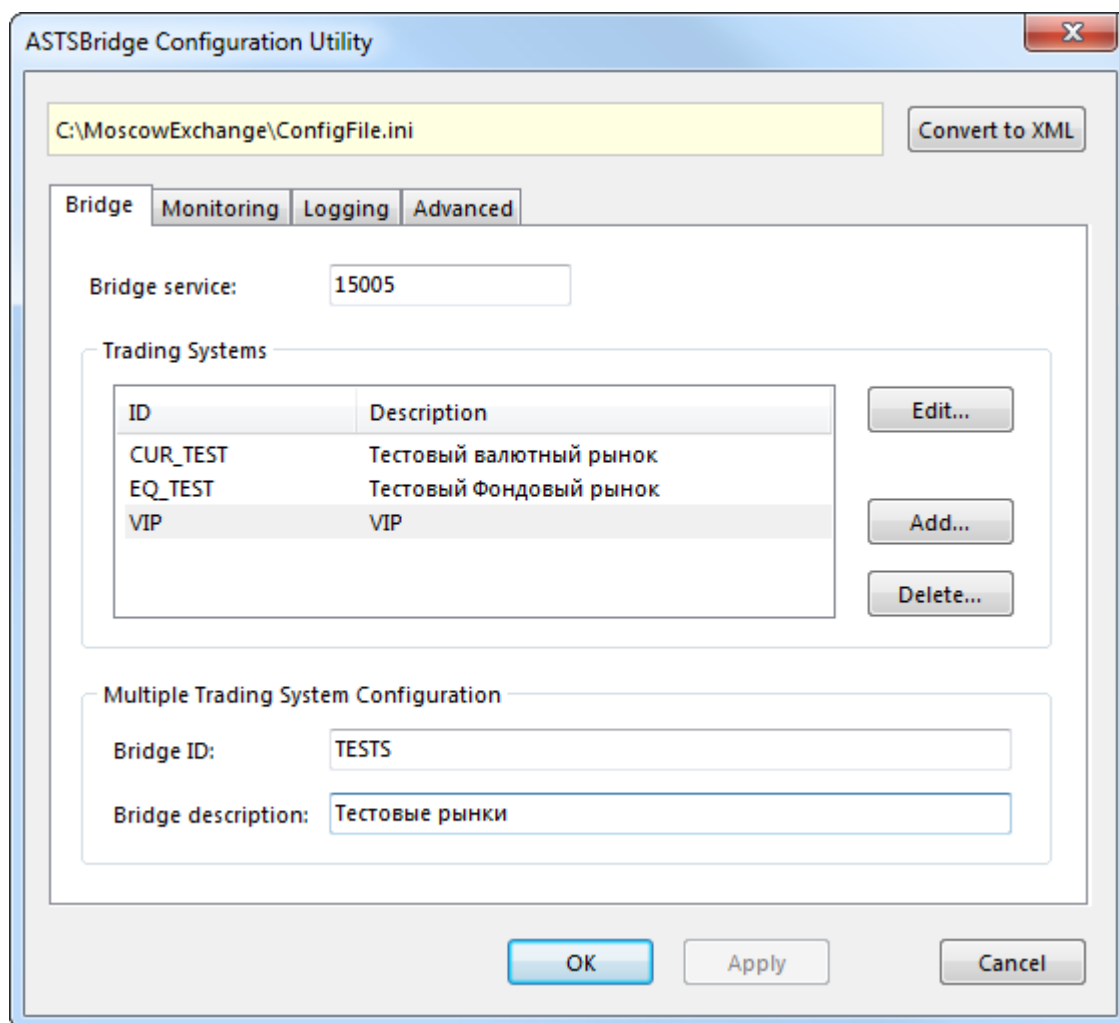 ASTSBridge Configuration Utility
C:\MoscowExchange\ConfigFile.ini Convert to XML
Bridge Monitoring Logging Advanced
Bridge service: 15005
Trading Systems
ID Description Edit...
CUR_TEST Тестовый валютный рынок
EQ_TEST Тестовый Фондовый рынок
VIP VIP Add...
Delete...
Multiple Trading System Configuration
Bridge ID: TESTS
Bridge description: Тестовые рынки
OK Apply Cancel